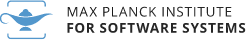 MAX PLANCK INSTITUTE
FOR SOFTWARE SYSTEMS